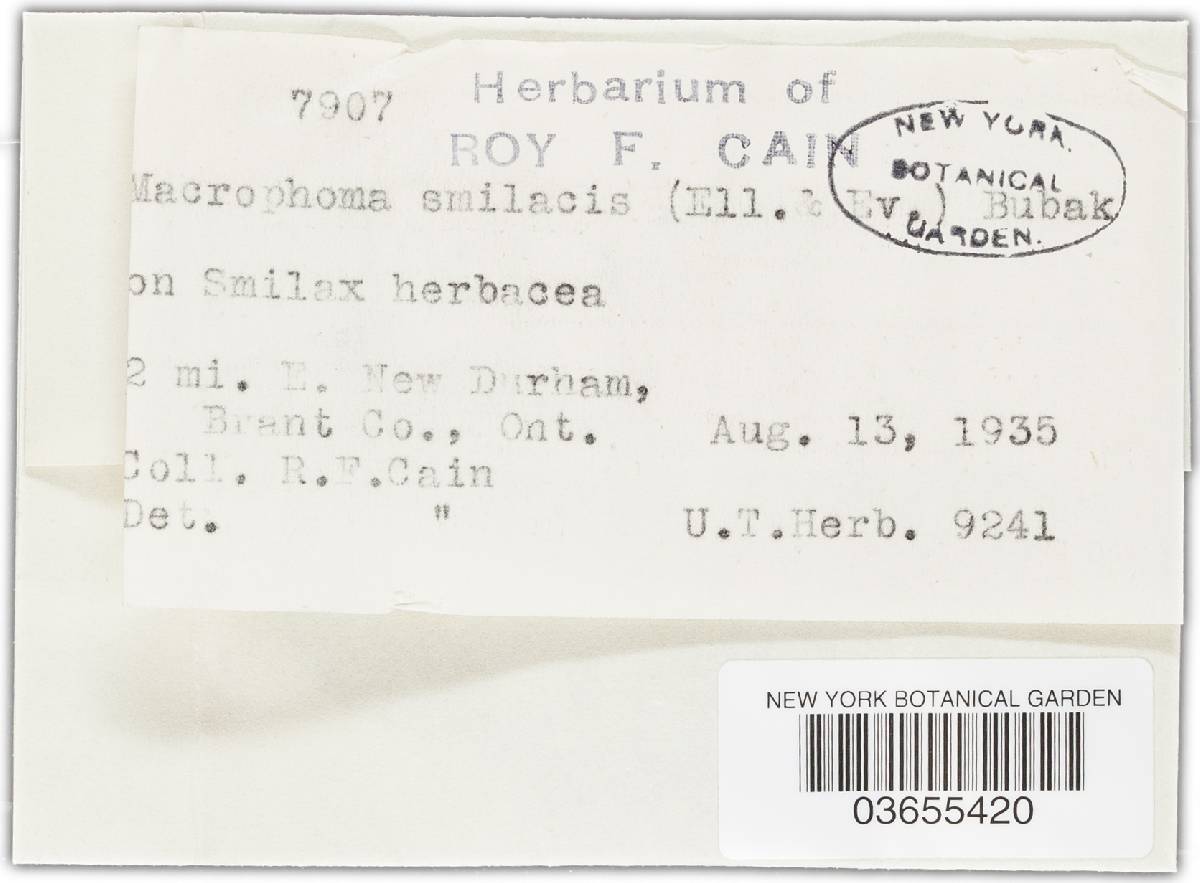 7907 Herbarium of
ROY F. CAIN
NEW YORK
BOTANICAL
GARDEN.
Macrophoma smilacis (Ell. & Ev.) Bubak
on Smilax herbacea
2 mi. E. New Durham,
Brant Co., Ont. Aug. 13, 1935
Coll. R.F.Cain
Det. " U.T.Herb. 9241
NEW YORK BOTANICAL GARDEN
03655420